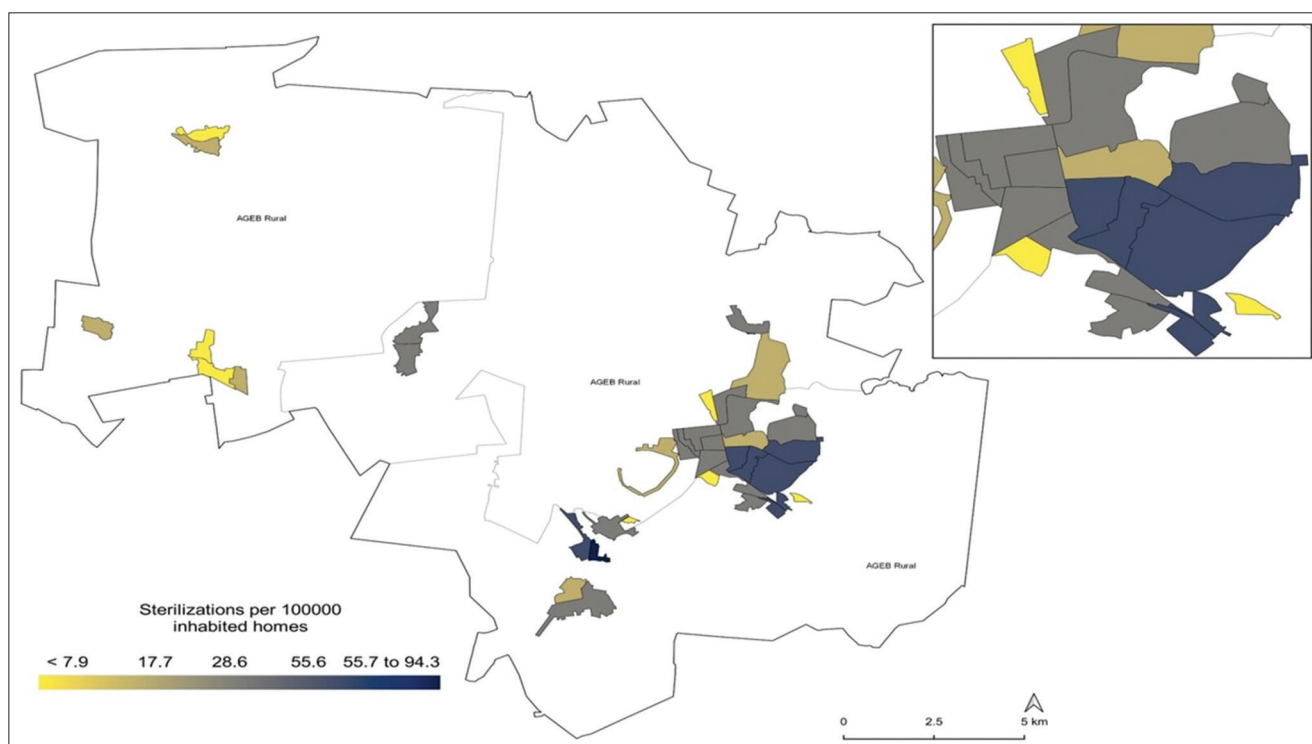 AGEB Rural
AGEB Rural
AGEB Rural
Sterilizations per 100000
inhabited homes
< 7.9 17.7 28.6 55.6 55.7 to 94.3
0 2.5 5 km